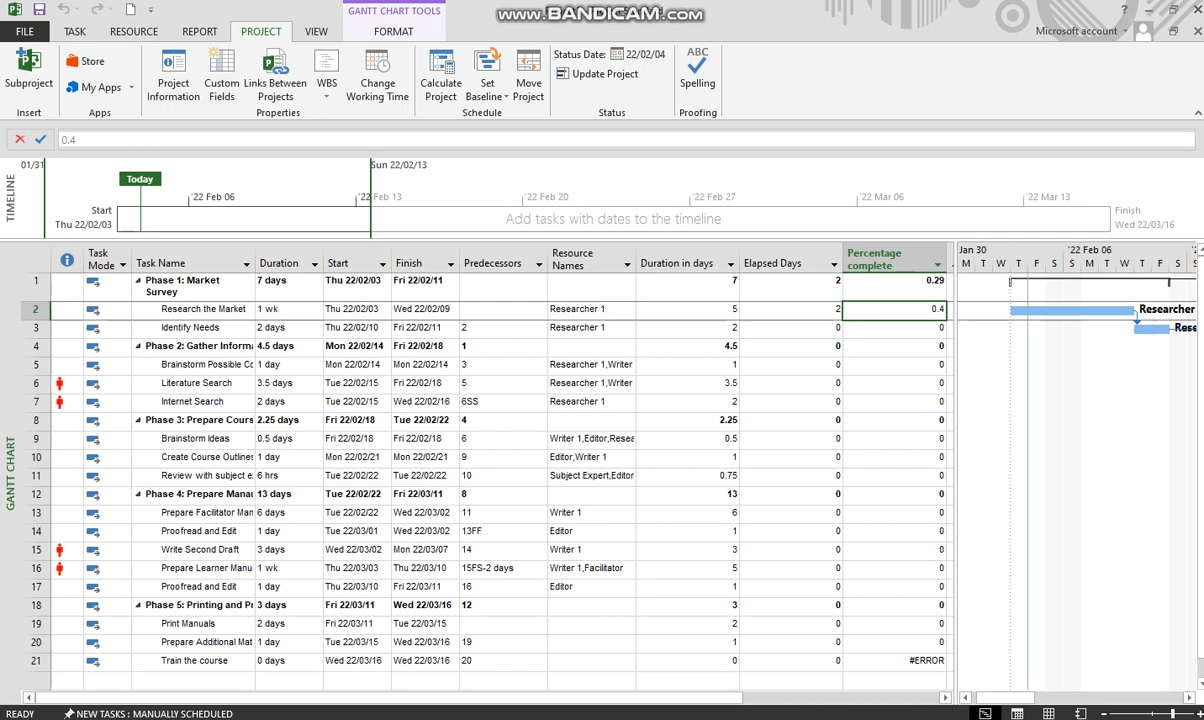 GANTT CHART TOOLS
www.BANDICAM.com
FILE TASK RESOURCE REPORT PROJECT VIEW FORMAT Microsoft account
Subproject
Insert
Store
My Apps
Apps
Project Information
Custom Fields
Links Between Projects
WBS
Change Working Time
Properties
Calculate Project
Set Baseline
Move Project
Schedule
Status Date: 22/02/04
Update Project
Status
ABC
Spelling
Proofing
0.4
TIMELINE
01/31 Sun 22/02/13
Today
'22 Feb 06 '22 Feb 13 '22 Feb 20 '22 Feb 27 '22 Mar 06 '22 Mar 13
Start
Thu 22/02/03
Add tasks with dates to the timeline
Finish
Wed 22/03/16
GANTT CHART
Task Mode Task Name Duration Start Finish Predecessors Resource Names Duration in days Elapsed Days Percentage complete
Jan 30 '22 Feb 06
M T W T F S S M T W T F S
1 Phase 1: Market Survey 7 days Thu 22/02/03 Fri 22/02/11 7 2 0.29
2 Research the Market 1 wk Thu 22/02/03 Wed 22/02/09 Researcher 1 5 2 0.4 Researcher
3 Identify Needs 2 days Thu 22/02/10 Fri 22/02/11 2 Researcher 1 2 0 0 Rese
4 Phase 2: Gather Informa 4.5 days Mon 22/02/14 Fri 22/02/18 1 4.5 0 0
5 Brainstorm Possible Cc 1 day Mon 22/02/14 Mon 22/02/14 3 Researcher 1,Writer 1 0 0
6 Literature Search 3.5 days Tue 22/02/15 Fri 22/02/18 5 Researcher 1,Writer 3.5 0 0
7 Internet Search 2 days Tue 22/02/15 Wed 22/02/16 6SS Researcher 1 2 0 0
8 Phase 3: Prepare Cours 2.25 days Fri 22/02/18 Tue 22/02/22 4 2.25 0 0
9 Brainstorm Ideas 0.5 days Fri 22/02/18 Fri 22/02/18 6 Writer 1,Editor,Resea 0.5 0 0
10 Create Course Outlines 1 day Mon 22/02/21 Mon 22/02/21 9 Editor,Writer 1 1 0 0
11 Review with subject e 6 hrs Tue 22/02/22 Tue 22/02/22 10 Subject Expert,Editor 0.75 0 0
12 Phase 4: Prepare Manu 13 days Tue 22/02/22 Fri 22/03/11 8 13 0 0
13 Prepare Facilitator Man 6 days Tue 22/02/22 Wed 22/03/02 11 Writer 1 6 0 0
14 Proofread and Edit 1 day Tue 22/03/01 Wed 22/03/02 13FF Editor 1 0 0
15 Write Second Draft 3 days Wed 22/03/02 Mon 22/03/07 14 Writer 1 3 0 0
16 Prepare Learner Manu 1 wk Thu 22/03/03 Thu 22/03/10 15FS-2 days Writer 1,Facilitator 5 0 0
17 Proofread and Edit 1 day Thu 22/03/10 Fri 22/03/11 16 Editor 1 0 0
18 Phase 5: Printing and Pr 3 days Fri 22/03/11 Wed 22/03/16 12 3 0 0
19 Print Manuals 2 days Fri 22/03/11 Tue 22/03/15 2 0 0
20 Prepare Additional Mat 1 day Tue 22/03/15 Wed 22/03/16 19 1 0 0
21 Train the course 0 days Wed 22/03/16 Wed 22/03/16 20 0 0 #ERROR
READY NEW TASKS : MANUALLY SCHEDULED